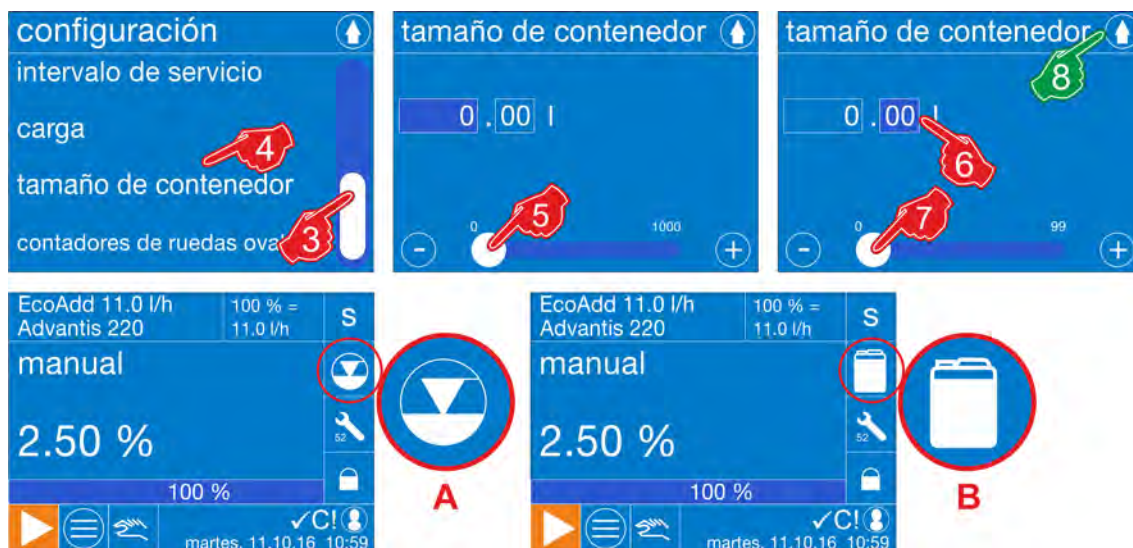 configuración
intervalo de servicio
carga
4
tamaño de contenedor
3
contadores de ruedas oval
tamaño de contenedor
0 . 00 l
5
0 1000
- +
tamaño de contenedor
8
0 . 00 l
6
7
0 99
- +
EcoAdd 11.0 l/h
Advantis 220
100 % =
11.0 l/h
S
manual
2.50 %
52
100 %
✓C!
martes, 11.10.16 10:59
A
EcoAdd 11.0 l/h
Advantis 220
100 % =
11.0 l/h
S
manual
2.50 %
52
100 %
✓C!
martes, 11.10.16 10:59
B